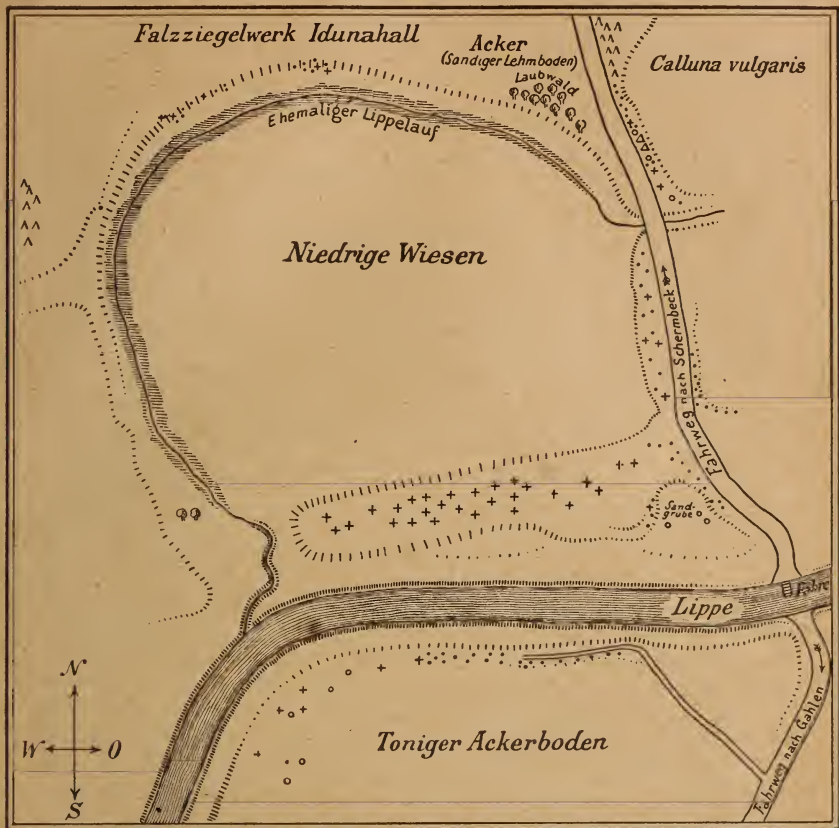 Falzziegelwerk Idunahall
Acker
(Sandiger Lehmboden)
Laubwald
Calluna vulgaris
Ehemaliger Lippelauf
Niedrige Wiesen
Fahrweg nach Schermbeck
Sand-
grube
Fähre
Lippe
N
W O
S
Toniger Ackerboden
Fahrweg nach Gahlen